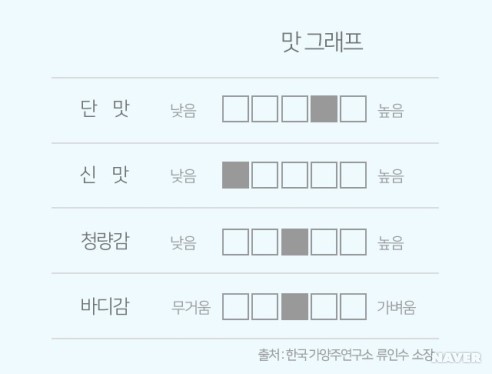 맛 그래프
단 맛 낮음 높음
신 맛 낮음 높음
청량감 낮음 높음
바디감 무거움 가벼움
출처 : 한국가양주연구소 류인수 소장
NAVER